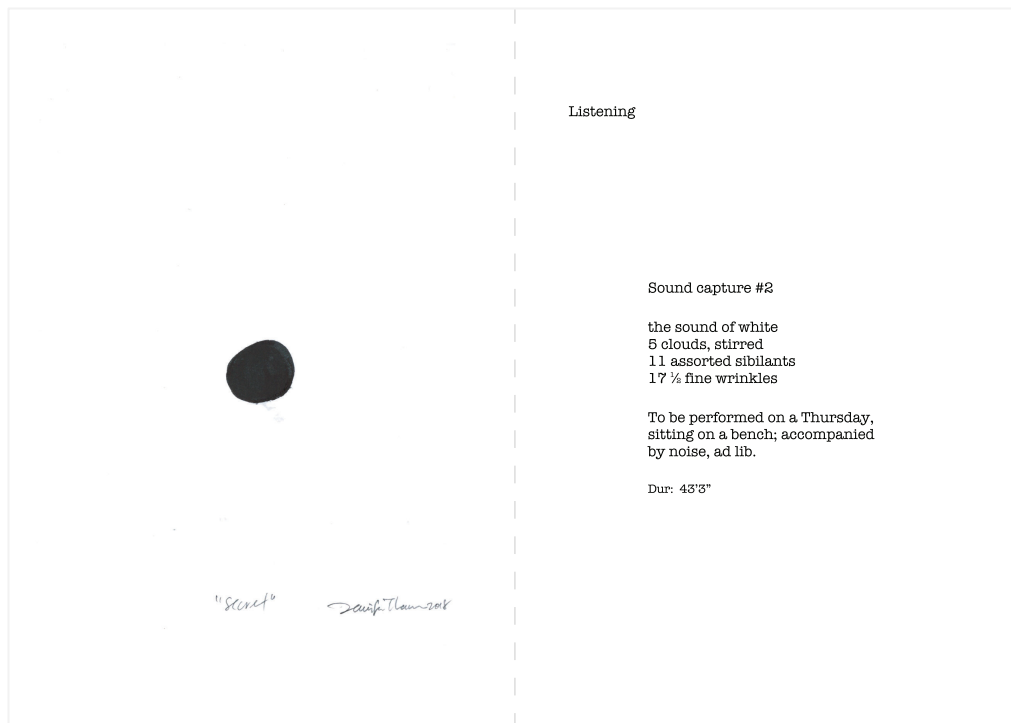 "Secret"
2018
Listening
Sound capture #2
the sound of white
5 clouds, stirred
11 assorted sibilants
17 ½ fine wrinkles
To be performed on a Thursday,
sitting on a bench; accompanied
by noise, ad lib.
Dur: 43'3"